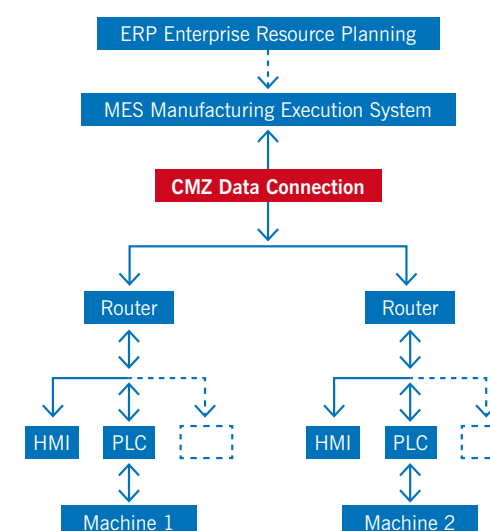 ERP Enterprise Resource Planning
MES Manufacturing Execution System
CMZ Data Connection
Router Router
HMI PLC HMI PLC
Machine 1 Machine 2